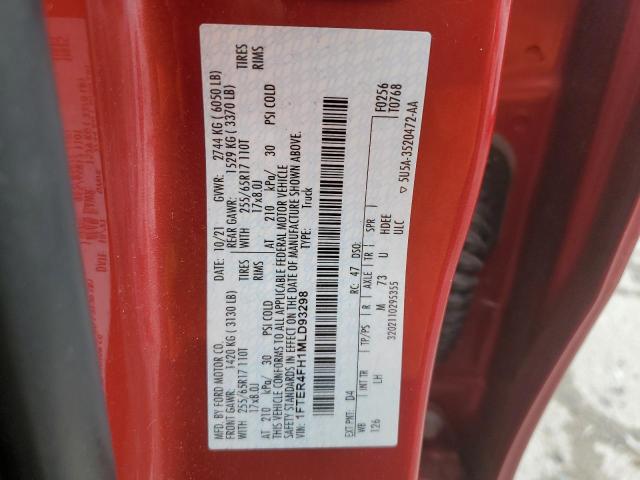 MFD. BY FORD MOTOR CO.
DATE: 10/21
GVWR: 2744 KG ( 6050 LB)
FRONT GAWR: 1420 KG ( 3130 LB)
REAR GAWR: 1529 KG ( 3370 LB)
WITH 255/65R17 110T TIRES
WITH 255/65R17 110T TIRES
17x8.0J RIMS
17x8.0J RIMS
AT 210 kPa/ 30 PSI COLD
AT 210 kPa/ 30 PSI COLD
THIS VEHICLE CONFORMS TO ALL APPLICABLE FEDERAL MOTOR VEHICLE
SAFETY STANDARDS IN EFFECT ON THE DATE OF MANUFACTURE SHOWN ABOVE.
VIN: 1FTER4FH1MLD93298
TYPE: Truck
F0256
T0768
EXT PNT: D4 RC: 47 DSO:
WB INT TR TP/PS R AXLE TR SPR
126 LH M 73 U HDEE
ULC
3202110295355
▽ 5U5A-3520472-AA